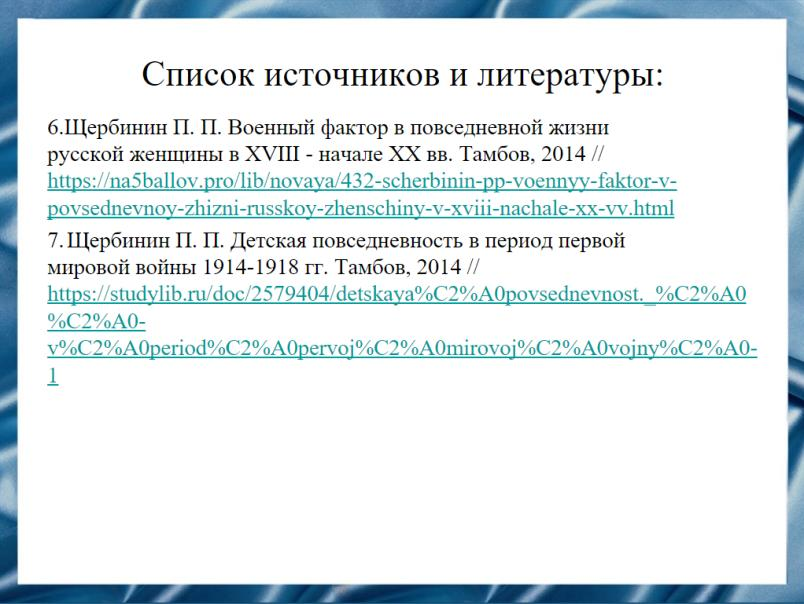 Список источников и литературы:
6.Щербинин П. П. Военный фактор в повседневной жизни
русской женщины в XVIII - начале XX вв. Тамбов, 2014 //
https://na5ballov.pro/lib/novaya/432-scherbinin-pp-voennyy-faktor-v-
povsednevnoy-zhizni-russkoy-zhenschiny-v-xviii-nachale-xx-vv.html
7. Щербинин П. П. Детская повседневность в период первой
мировой войны 1914-1918 гг. Тамбов, 2014 //
https://studylib.ru/doc/2579404/detskaya%C2%A0povsednevnost._%C2%A0
%C2%A0-
v%C2%A0period%C2%A0pervoj%C2%A0mirovoj%C2%A0vojny%C2%A0-
1